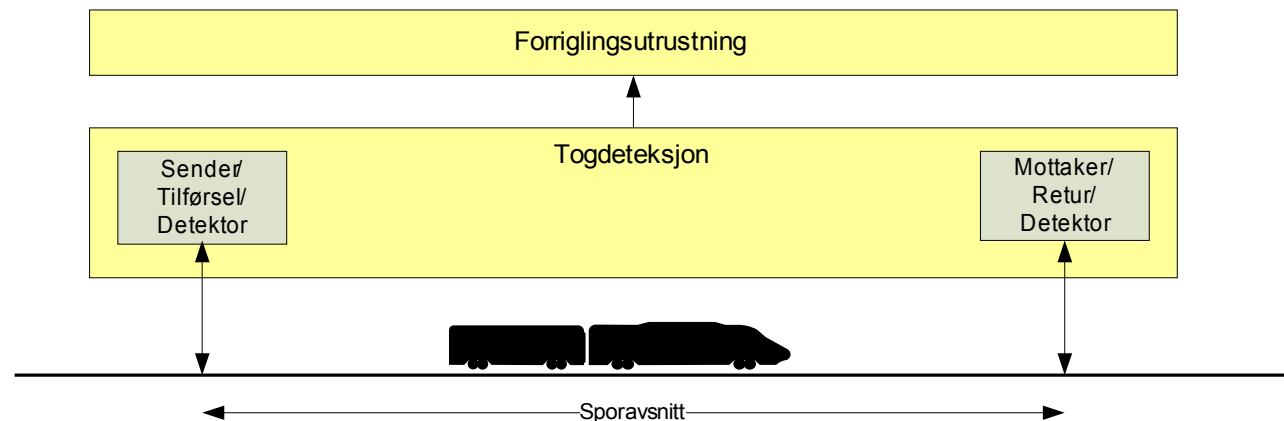 Forriglingsutrustning
Togdeteksjon
Sender/
Tilførsel/
Detektor
Mottaker/
Retur/
Detektor
Sporavsnitt